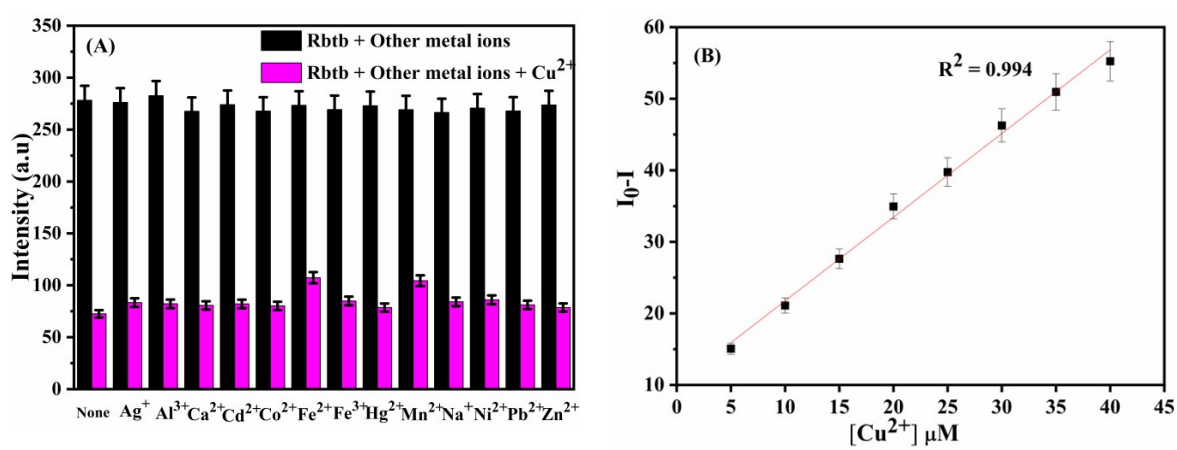 (A)
Rbtb + Other metal ions
Rbtb + Other metal ions + Cu²⁺
Intensity (a.u)
350
300
250
200
150
100
50
0
None Ag⁺ Al³⁺ Ca²⁺ Cd²⁺ Co²⁺ Fe²⁺ Fe³⁺ Hg²⁺ Mn²⁺ Na⁺ Ni²⁺ Pb²⁺ Zn²⁺
(B)
R² = 0.994
I₀-I
60
50
40
30
20
10
0 5 10 15 20 25 30 35 40 45
[Cu²⁺] μM